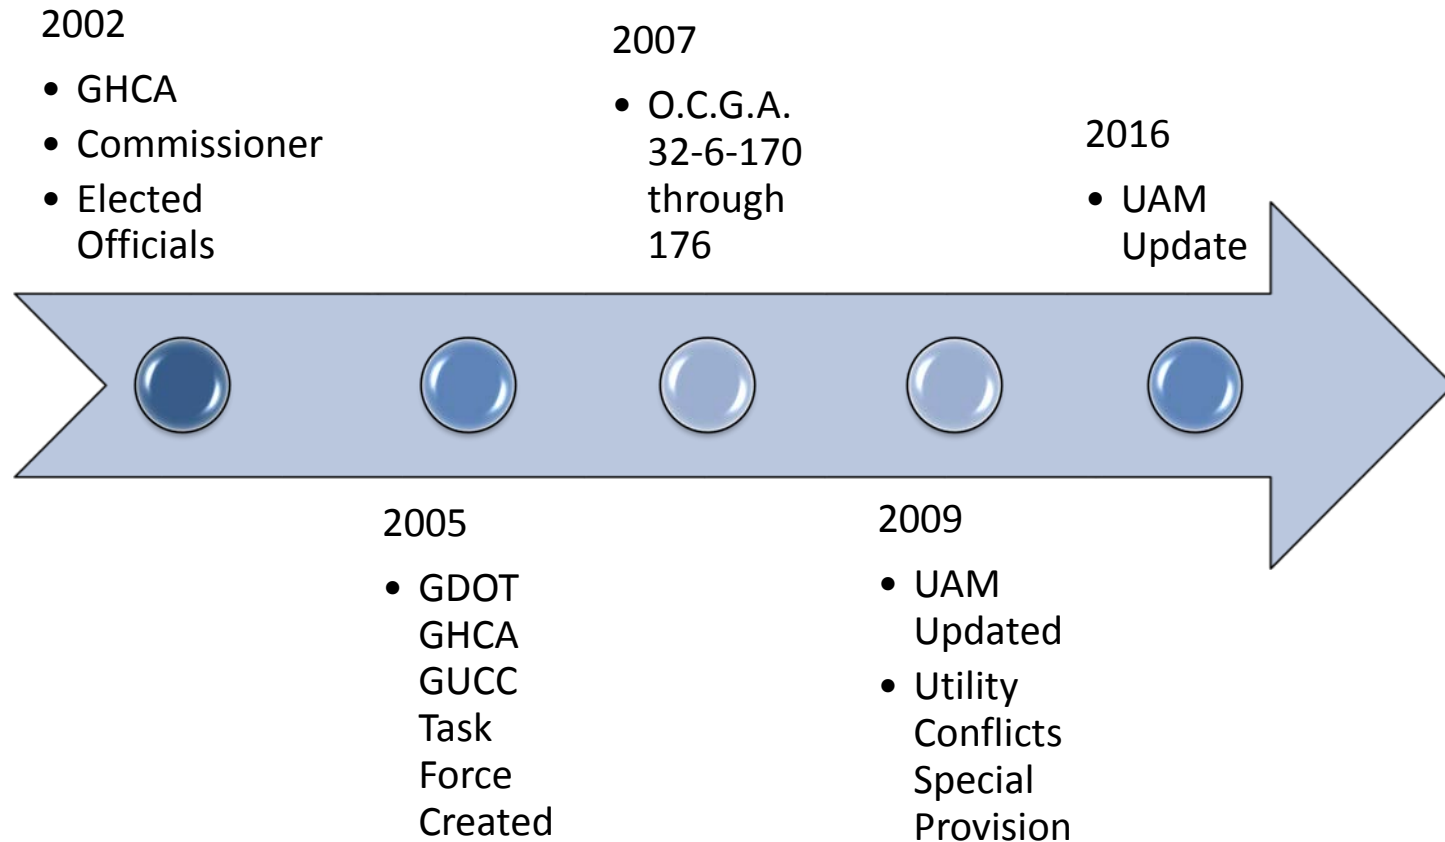 2002
• GHCA
• Commissioner
• Elected
Officials
2005
• GDOT
GHCA
GUCC
Task
Force
Created
2007
• O.C.G.A.
32-6-170
through
176
2009
• UAM
Updated
• Utility
Conflicts
Special
Provision
2016
• UAM
Update